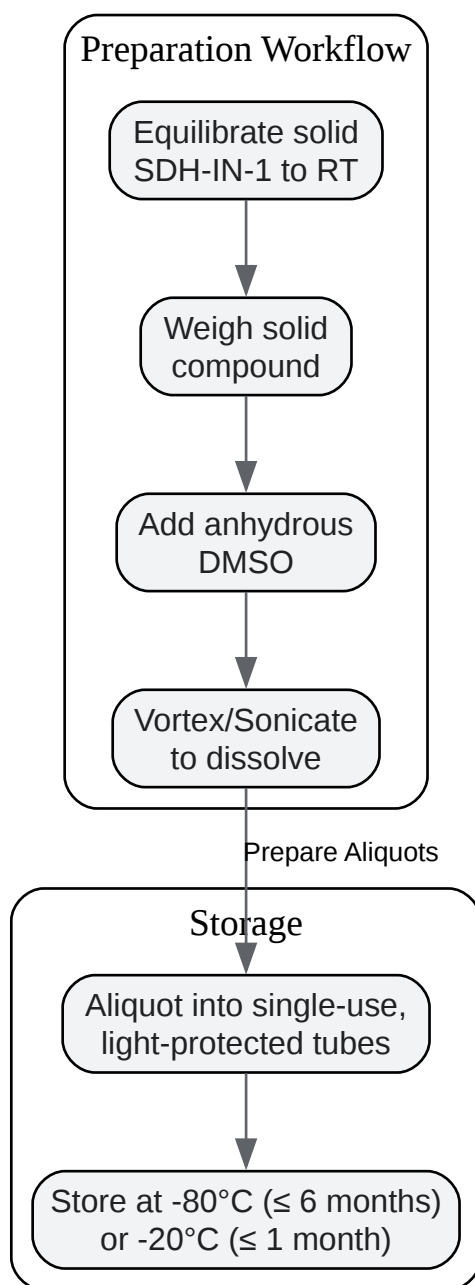 Preparation Workflow
Equilibrate solid
SDH-IN-1 to RT
Weigh solid
compound
Add anhydrous
DMSO
Vortex/Sonicate
to dissolve
Prepare Aliquots
Storage
Aliquot into single-use,
light-protected tubes
Store at -80°C (≤ 6 months)
or -20°C (≤ 1 month)